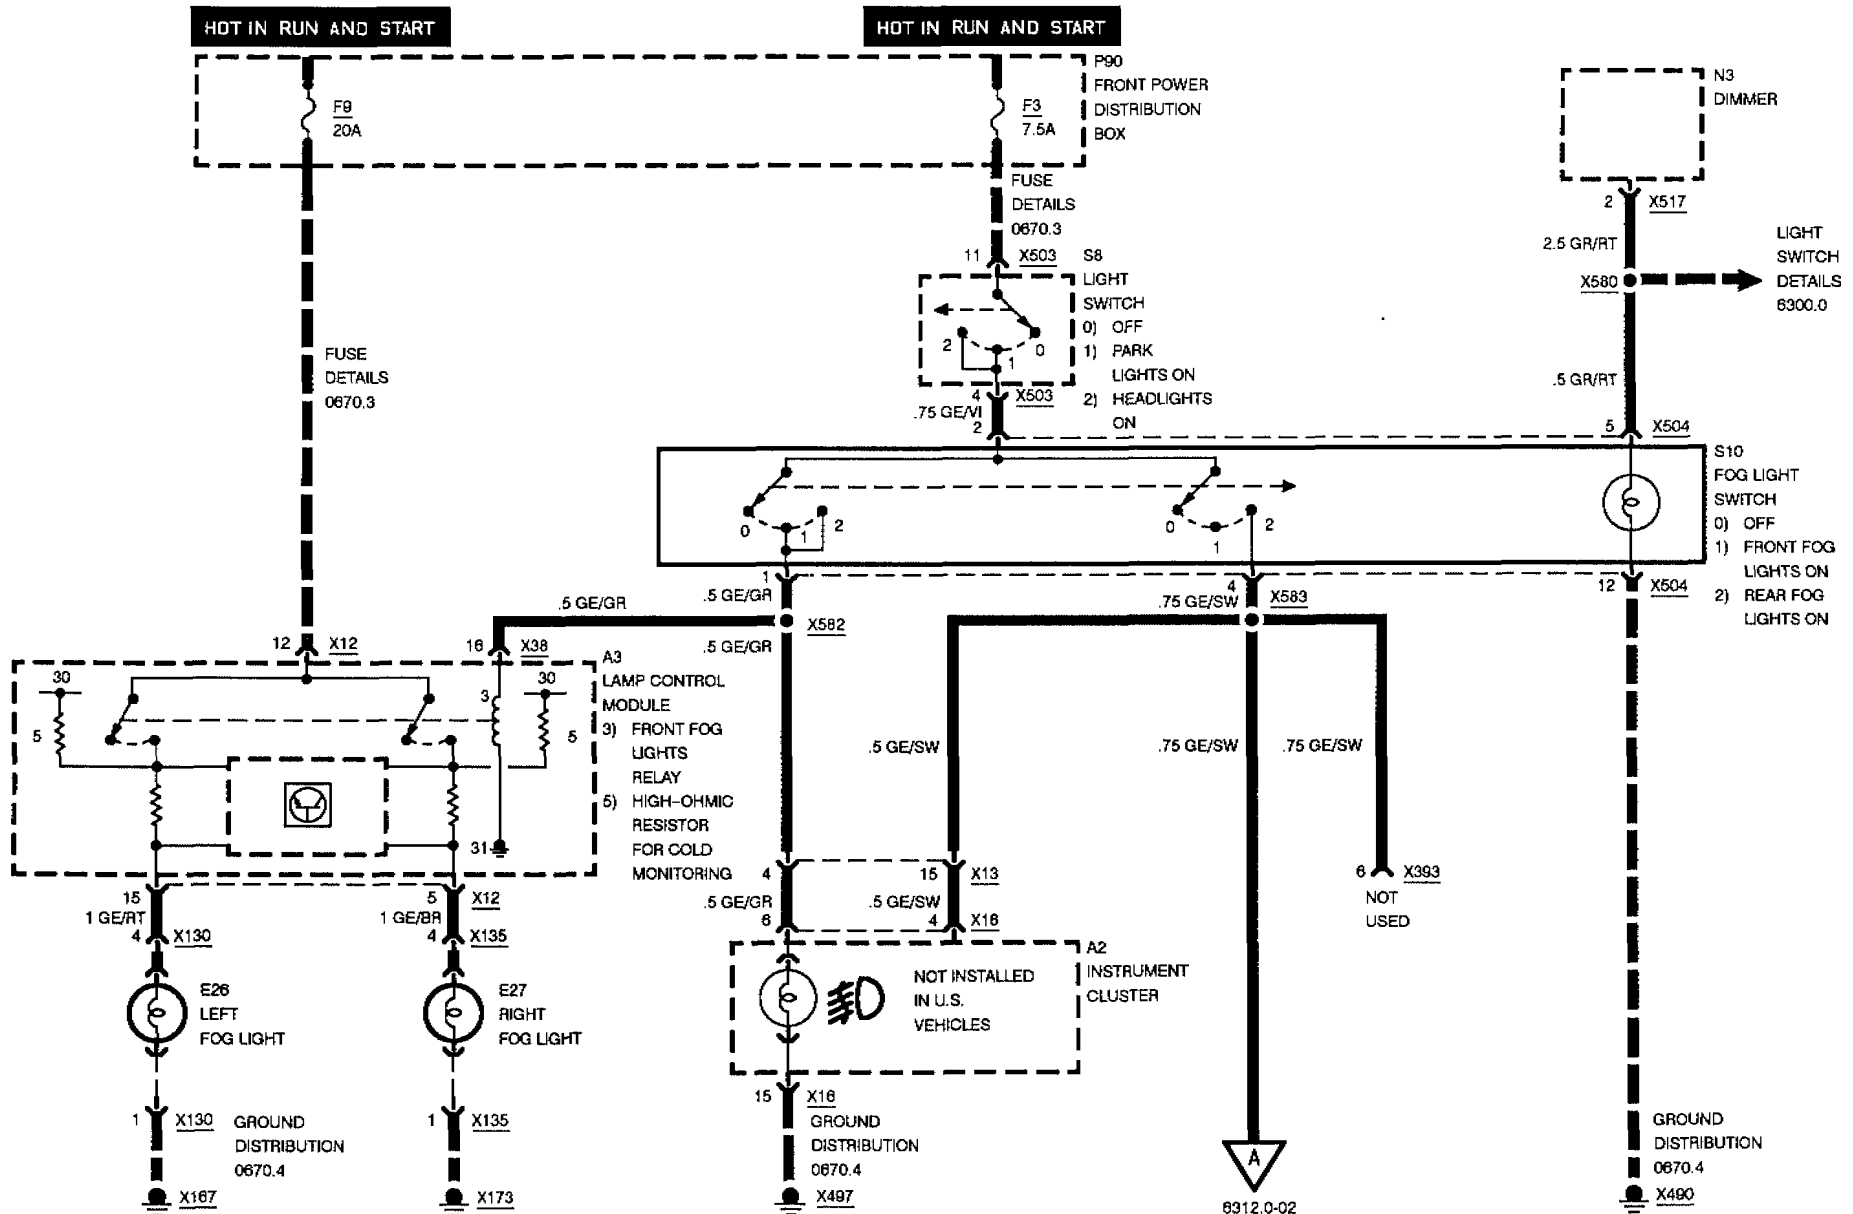 HOT IN RUN AND START
HOT IN RUN AND START
F9
20A
F3
7.5A
P90
FRONT POWER
DISTRIBUTION
BOX
N3
DIMMER
FUSE
DETAILS
0670.3
2 X517
2.5 GR/RT
X580
LIGHT
SWITCH
DETAILS
6300.0
11 X503
S8
LIGHT
SWITCH
0) OFF
1) PARK
LIGHTS ON
2) HEADLIGHTS
ON
2
1
0
FUSE
DETAILS
0670.3
4 X503
.75 GE/VI
2
.5 GR/RT
5 X504
S10
FOG LIGHT
SWITCH
0) OFF
1) FRONT FOG
LIGHTS ON
2) REAR FOG
LIGHTS ON
0
1
2
0
1
2
1
.5 GE/GR
4
.75 GE/SW
X583
12 X504
.5 GE/GR
X582
.5 GE/GR
12 X12
16 X38
A3
LAMP CONTROL
MODULE
3) FRONT FOG
LIGHTS
RELAY
5) HIGH-OHMIC
RESISTOR
FOR COLD
MONITORING
30
5
3
30
5
31
.5 GE/SW
.75 GE/SW
.75 GE/SW
4
15 X13
6 X393
NOT
USED
.5 GE/GR
.5 GE/SW
6
4 X16
15
1 GE/RT
4 X130
5 X12
1 GE/BR
4 X135
E26
LEFT
FOG LIGHT
E27
RIGHT
FOG LIGHT
A2
INSTRUMENT
CLUSTER
NOT INSTALLED
IN U.S.
VEHICLES
15 X16
GROUND
DISTRIBUTION
0670.4
1 X130
GROUND
DISTRIBUTION
0670.4
1 X135
GROUND
DISTRIBUTION
0670.4
X167
X173
X497
A
6312.0-02
X490